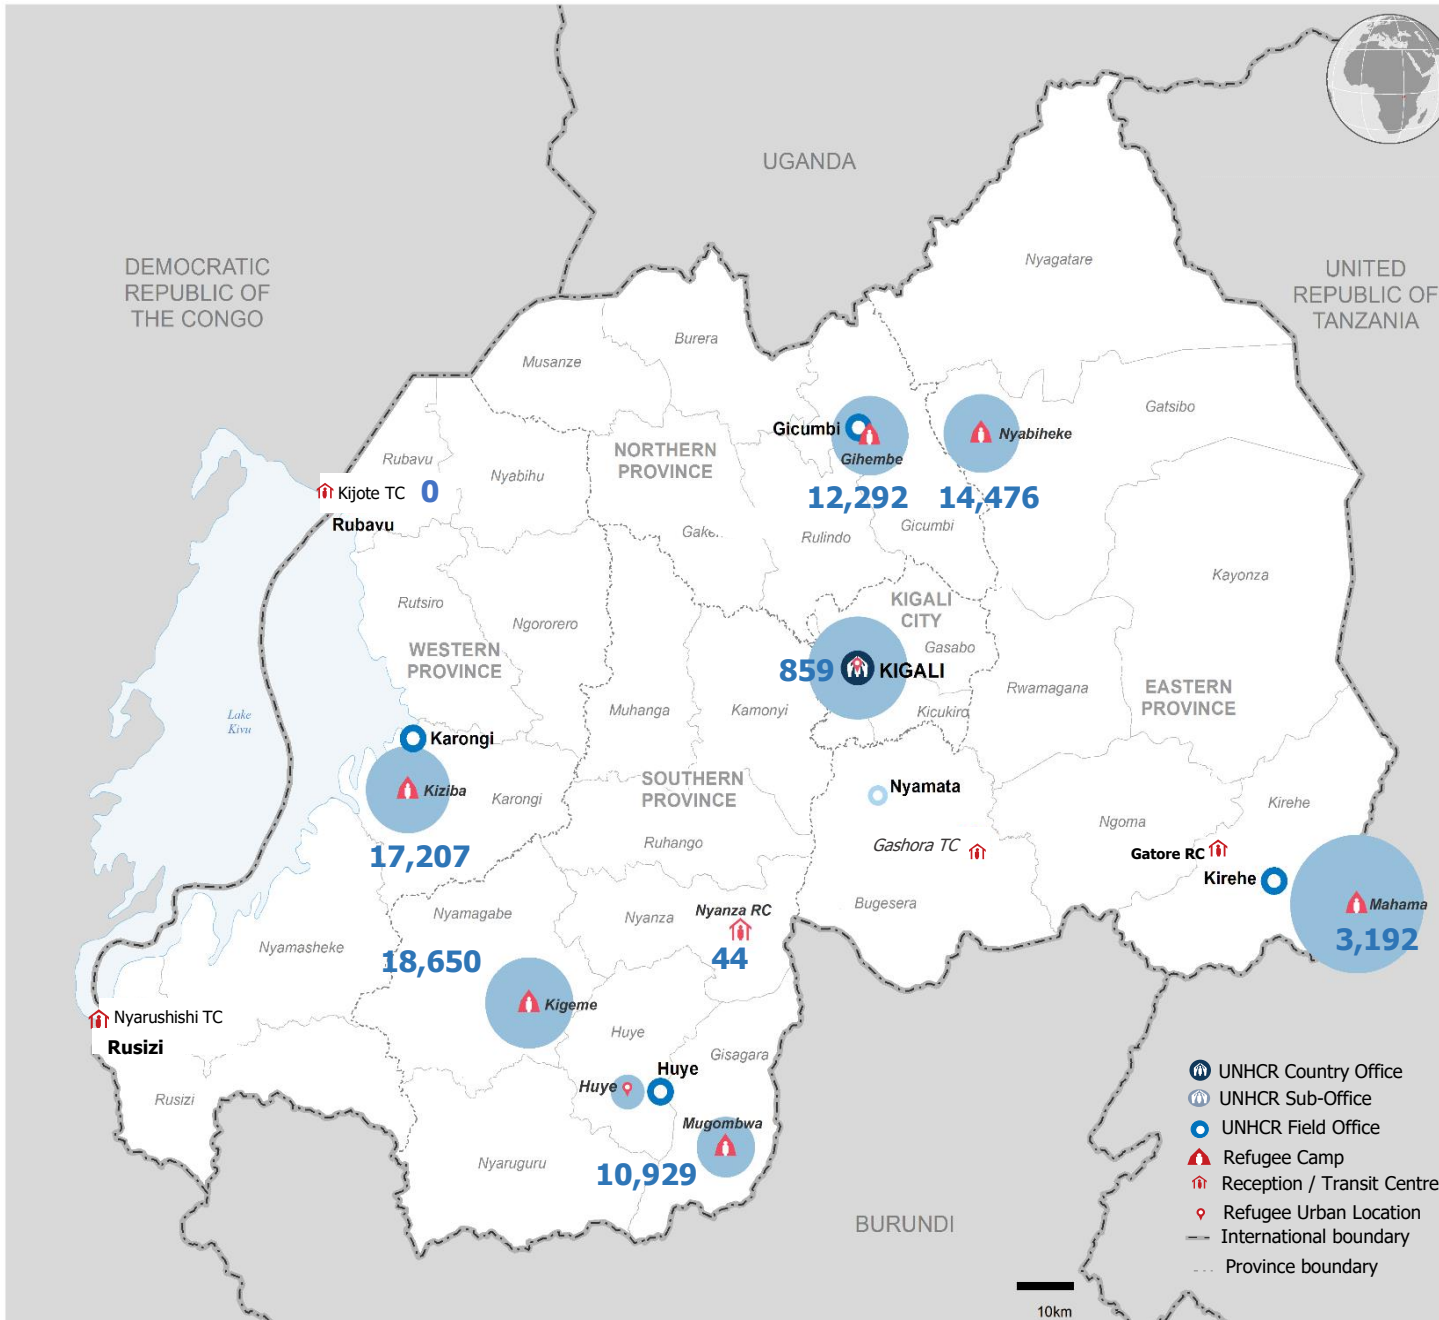 UGANDA
DEMOCRATIC
REPUBLIC OF
THE CONGO
UNITED
REPUBLIC OF
TANZANIA
Nyagatare
Burera
Musanze
Gatsibo
Gicumbi
Gihembe
Nyabiheke
NORTHERN
PROVINCE
Rubavu
Nyabihu
Kijote TC 0
Rubavu
12,292
14,476
Rulindo
Gicumbi
Kayonza
Rutsiro
Ngororero
KIGALI
CITY
Gasabo
WESTERN
PROVINCE
859
KIGALI
Rwamagana
EASTERN
PROVINCE
Lake
Kivu
Muhanga
Kamonyi
Kicukiro
Karongi
Kiziba
Karongi
SOUTHERN
PROVINCE
Nyamata
Ngoma
Kirehe
Ruhango
Gashora TC
Gatore RC
17,207
Kirehe
Nyamagabe
Nyanza
Nyanza RC
Bugesera
Mahama
3,192
Nyamasheke
18,650
44
Kigeme
Nyarushishi TC
Rusizi
Huye
Gisagara
Huye
Huye
Rusizi
Mugombwa
Nyaruguru
10,929
BURUNDI
UNHCR Country Office
UNHCR Sub-Office
UNHCR Field Office
Refugee Camp
Reception / Transit Centre
Refugee Urban Location
International boundary
Province boundary
10km